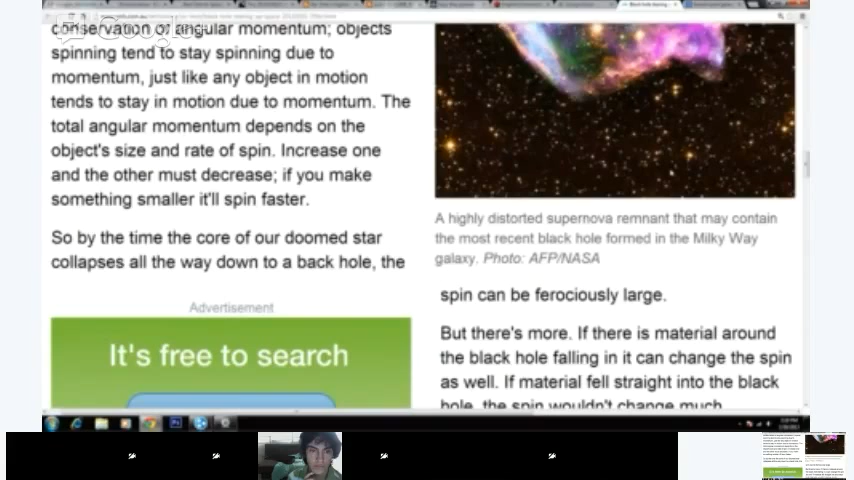 Google+
conservation of angular momentum; objects
spinning tend to stay spinning due to
momentum, just like any object in motion
tends to stay in motion due to momentum. The
total angular momentum depends on the
object's size and rate of spin. Increase one
and the other must decrease; if you make
something smaller it'll spin faster.
So by the time the core of our doomed star
collapses all the way down to a back hole, the
Advertisement
It's free to search
A highly distorted supernova remnant that may contain
the most recent black hole formed in the Milky Way
galaxy. Photo: AFP/NASA
spin can be ferociously large.
But there's more. If there is material around
the black hole falling in it can change the spin
as well. If material fell straight into the black
hole, the spin wouldn't change much